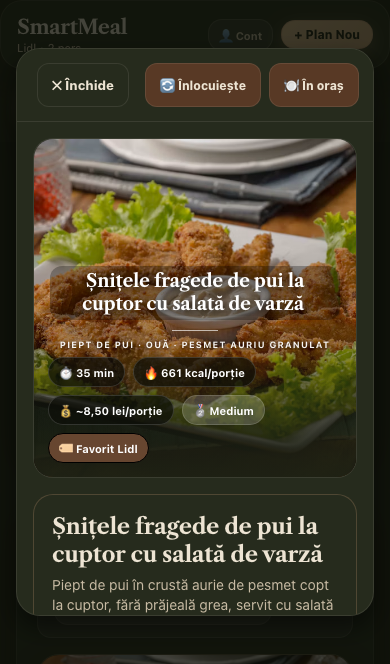 SmartMeal
Lidl · 2 pers.
👤 Cont
+ Plan Nou
✕ Închide
🔄 Înlocuiește
🍽️ În oraș
Șnițele fragede de pui la
cuptor cu salată de varză
PIEPT DE PUI · OUĂ · PESMET AURIU GRANULAT
⏱️ 35 min
🔥 661 kcal/porție
💰 ~8,50 lei/porție
🥈 Medium
🏷️ Favorit Lidl
Șnițele fragede de pui la
cuptor cu salată de varză
Piept de pui în crustă aurie de pesmet copt
la cuptor, fără prăjeală grea, servit cu salată